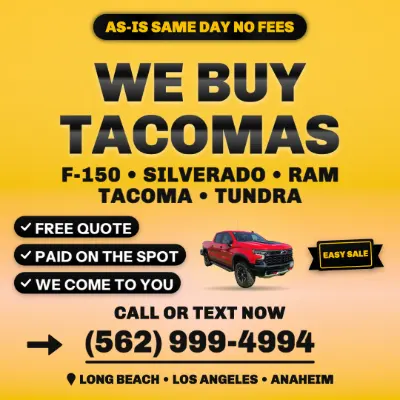 AS-IS SAME DAY NO FEES
WE BUY
TACOMAS
F-150 • SILVERADO • RAM
TACOMA • TUNDRA
FREE QUOTE
PAID ON THE SPOT
WE COME TO YOU
EASY SALE
CALL OR TEXT NOW
(562) 999-4994
LONG BEACH • LOS ANGELES • ANAHEIM